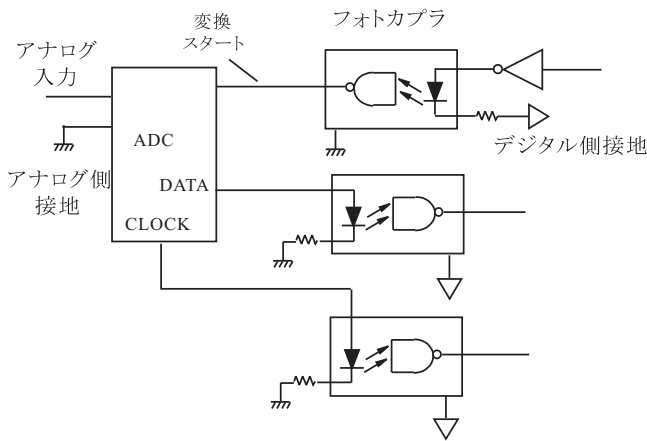 変換
スタート
フォトカプラ
アナログ
入力
ADC
デジタル側接地
アナログ側
接地
DATA
CLOCK